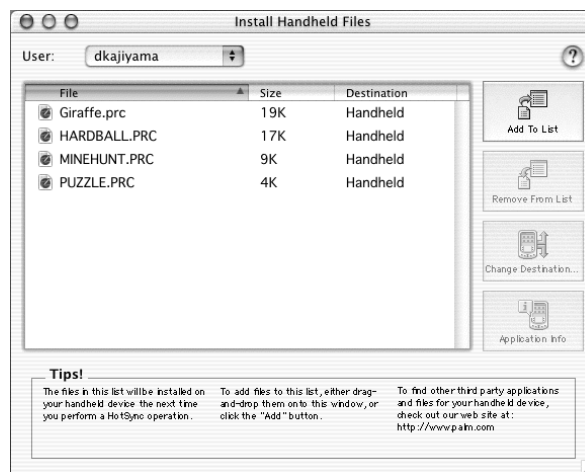 Install Handheld Files
User: dkajiyama ?
File Size Destination
Giraffe.prc 19K Handheld
HARDBALL.PRC 17K Handheld
MINEHUNT.PRC 9K Handheld
PUZZLE.PRC 4K Handheld
Add To List
Remove From List
Change Destination...
Application Info
Tips!
The files in this list will be installed on
your handheld device the next time
you perform a HotSync operation.
To add files to this list, either drag-
and-drop them onto this window, or
click the "Add" button.
To find other third party applications
and files for your handheld device,
check out our web site at:
http://www.palm.com